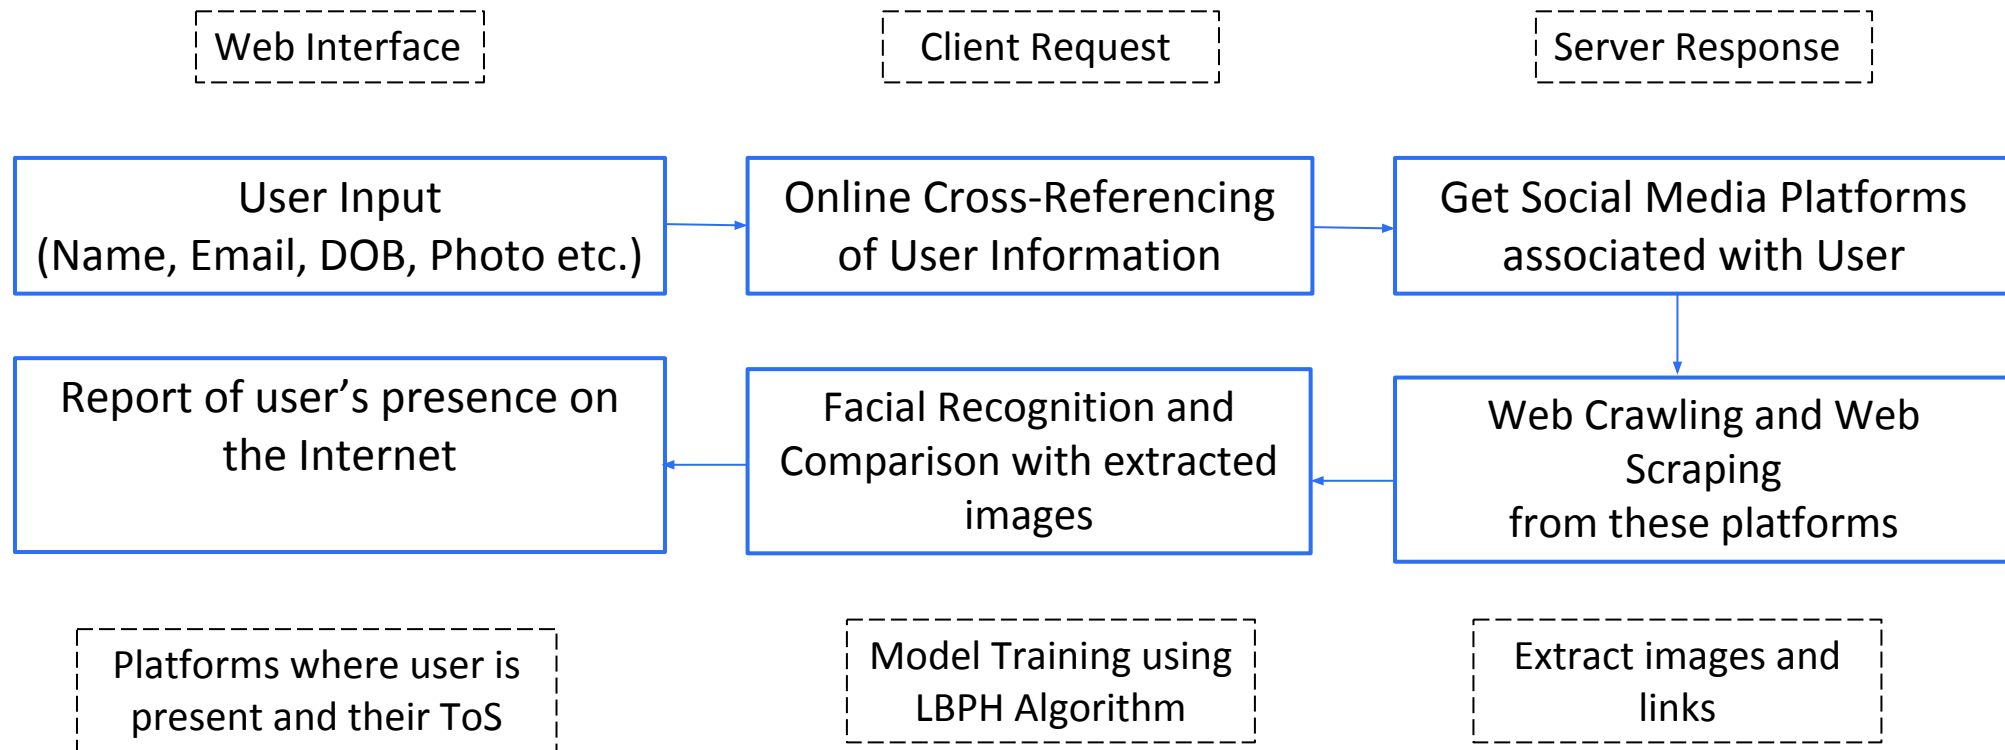 Web Interface
Client Request
Server Response
User Input
(Name, Email, DOB, Photo etc.)
Online Cross-Referencing
of User Information
Get Social Media Platforms
associated with User
Report of user’s presence on
the Internet
Facial Recognition and
Comparison with extracted
images
Web Crawling and Web
Scraping
from these platforms
Platforms where user is
present and their ToS
Model Training using
LBPH Algorithm
Extract images and
links